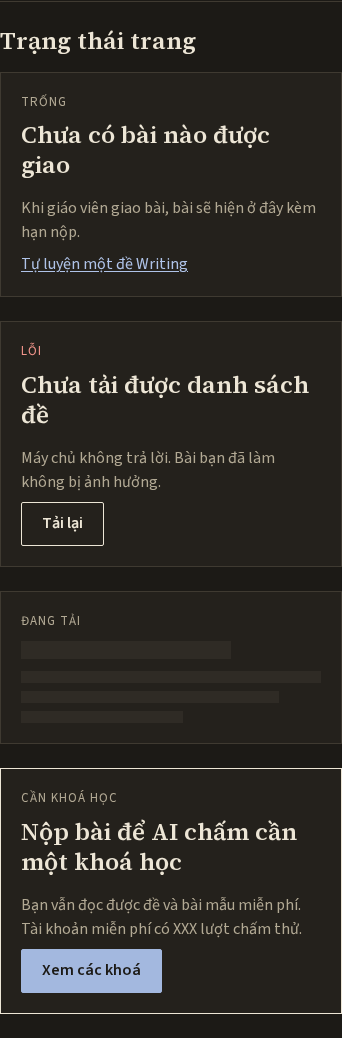 Trạng thái trang
TRỐNG
Chưa có bài nào được
giao
Khi giáo viên giao bài, bài sẽ hiện ở đây kèm
hạn nộp.
Tự luyện một đề Writing
LỖI
Chưa tải được danh sách
đề
Máy chủ không trả lời. Bài bạn đã làm
không bị ảnh hưởng.
Tải lại
ĐANG TẢI
CẦN KHOÁ HỌC
Nộp bài để AI chấm cần
một khoá học
Bạn vẫn đọc được đề và bài mẫu miễn phí.
Tài khoản miễn phí có XXX lượt chấm thử.
Xem các khoá